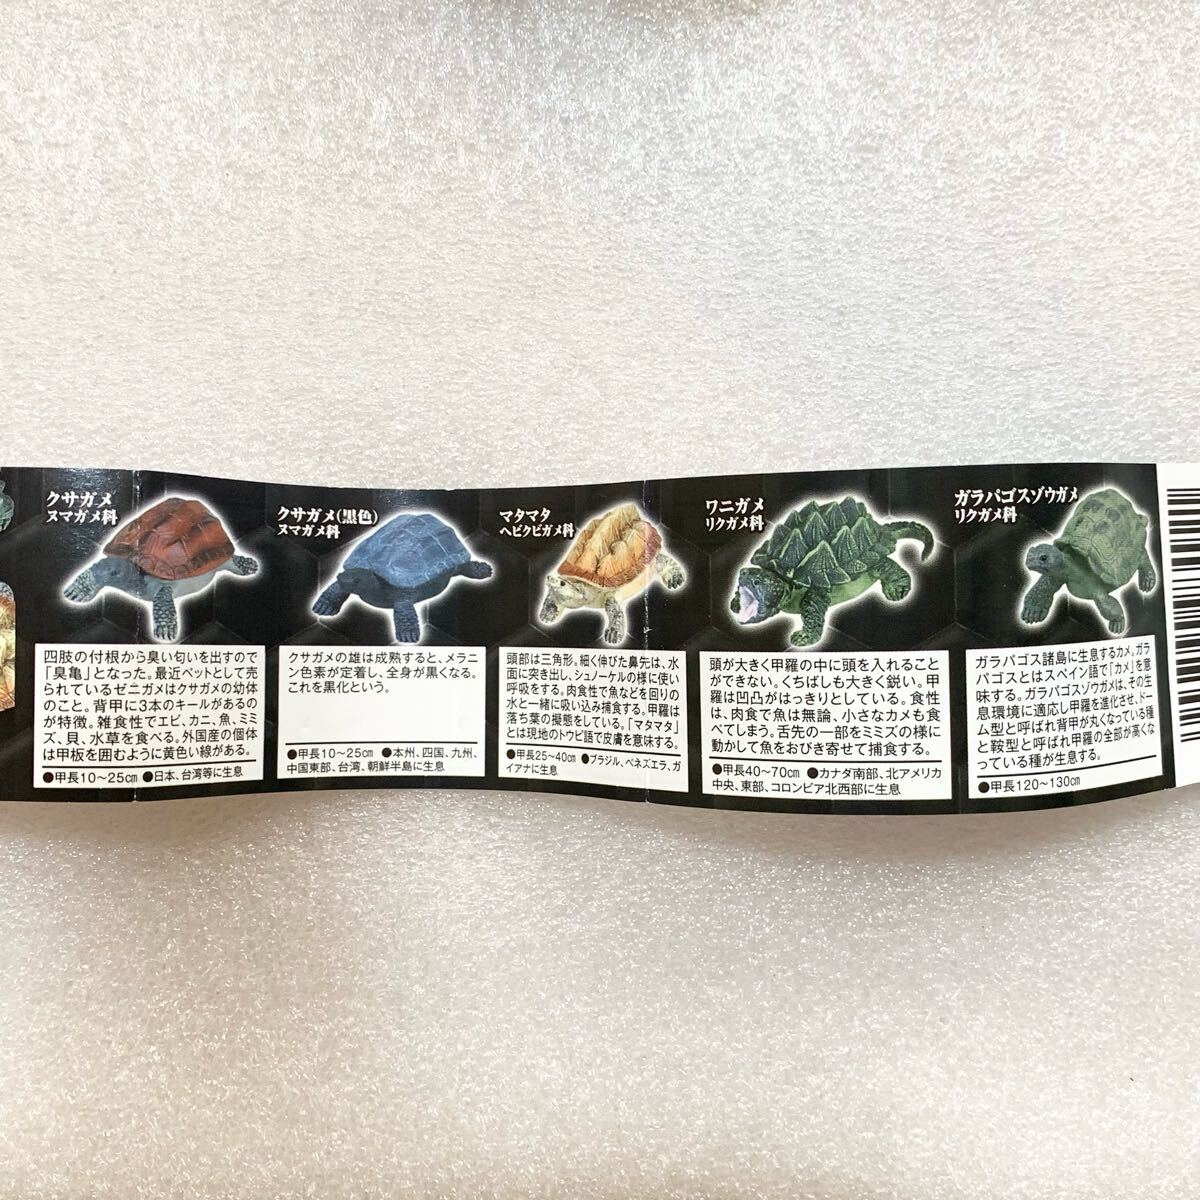 クサガメ
ヌマガメ科
四肢の付根から臭い匂いを出すので
「臭亀」となった。最近ペットとして売
られているゼニガメはクサガメの幼体
のこと。背甲に3本のキールがあるの
が特徴。雑食性でエビ、カニ、魚、ミミ
ズ、貝、水草を食べる。外国産の個体
は甲板を囲むように黄色い線がある。
●甲長10〜25cm ●日本、台湾等に生息
クサガメ(黒色)
ヌマガメ科
クサガメの雄は成熟すると、メラニ
ン色素が定着し、全身が黒くなる。
これを黒化という。
●甲長10〜25cm ●本州、四国、九州、
中国東部、台湾、朝鮮半島に生息
マタマタ
ヘビクビガメ科
頭部は三角形。細く伸びた鼻先は、水
面に突き出し、シュノーケルの様に使い
呼吸をする。肉食性で魚などを回りの
水と一緒に吸い込み捕食する。甲羅は
落ち葉の擬態をしている。「マタマタ」
とは現地のトウピ語で皮膚を意味する。
●甲長25〜40cm ●ブラジル、ベネズエラ、ガ
イアナに生息
ワニガメ
リクガメ科
頭が大きく甲羅の中に頭を入れること
ができない。くちばしも大きく鋭い。甲
羅は凹凸がはっきりとしている。食性
は、肉食で魚は無論、小さなカメも食
べてしまう。舌先の一部をミミズの様に
動かして魚をおびき寄せて捕食する。
●甲長40〜70cm ●カナダ南部、北アメリカ
中央、東部、コロンビア北西部に生息
ガラパゴスゾウガメ
リクガメ科
ガラパゴス諸島に生息するカメ。ガラ
パゴスとはスペイン語で「カメ」を意
味する。ガラパゴスゾウガメは、その生
息環境に適応し甲羅を進化させ、ドー
ム型と呼ばれ背甲が丸くなっている種
と鞍型と呼ばれ甲羅の全部が高くな
っている種が生息する。
●甲長120〜130cm